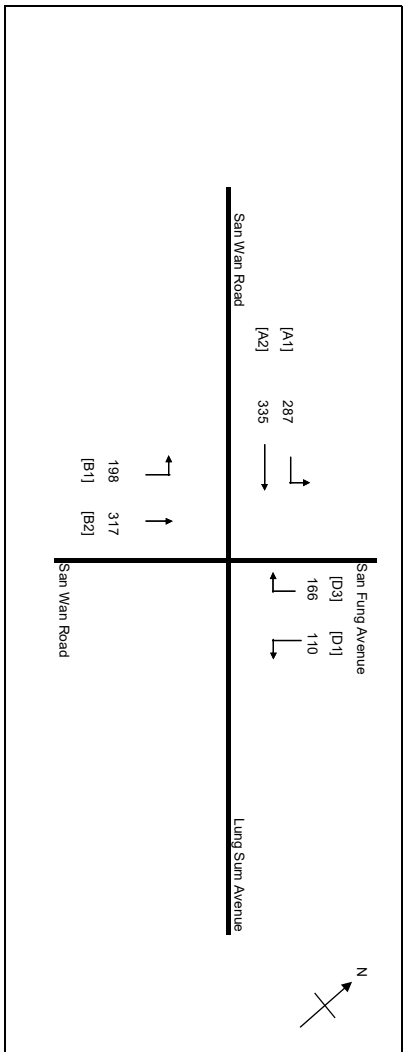 San Wan Road
[A1]
287
[A2]
335
[B1]
198
[B2]
317
San Fung Avenue
[D3]
166
[D1]
110
San Wan Road
Lung Sum Avenue
N